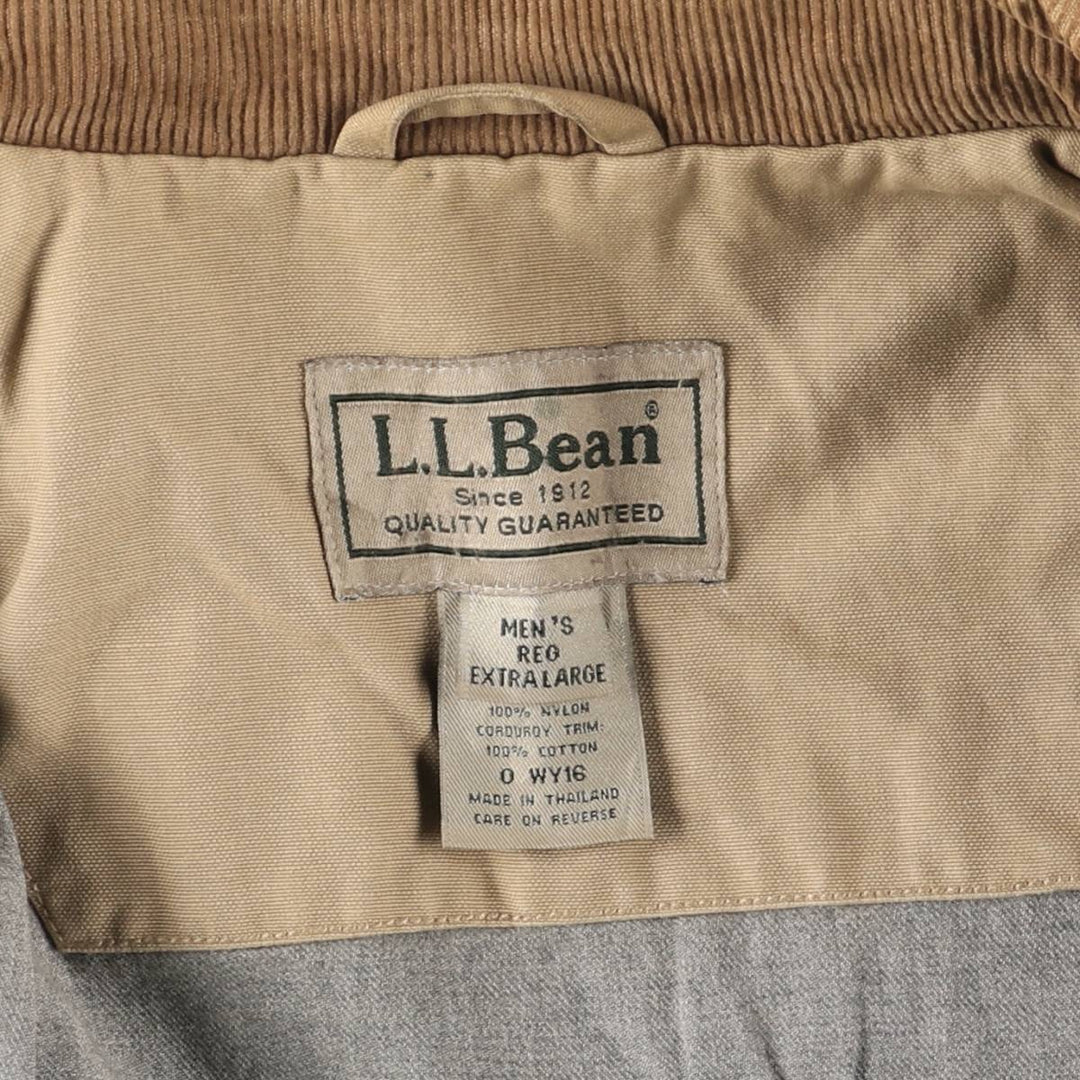 L.L.Bean®
Since 1912
QUALITY GUARANTEED
MEN'S
REG
EXTRA LARGE
100% NYLON
CORDUROY TRIM:
100% COTTON
0 WY16
MADE IN THAILAND
CARE ON REVERSE